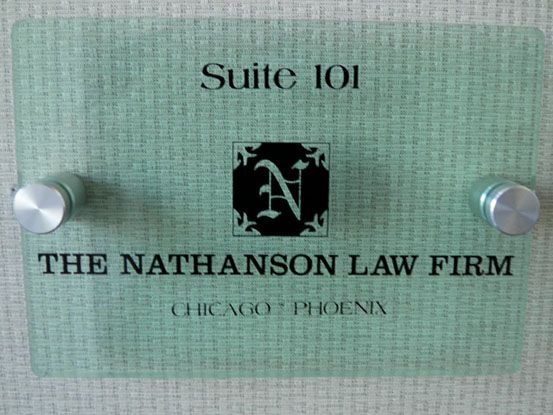 Suite 101
N
THE NATHANSON LAW FIRM
CHICAGO * PHOENIX